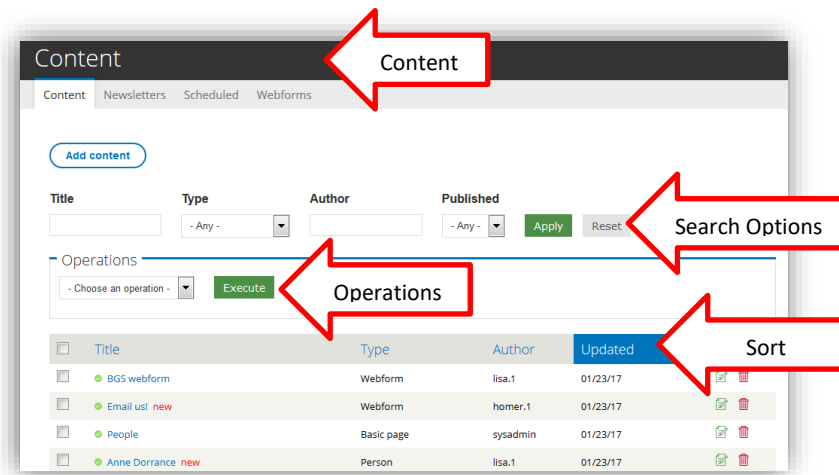 Content
Content
Content Newsletters Scheduled Webforms
Add content
Title Type Author Published
- Any - - Any - Apply Reset
Search Options
Operations
- Choose an operation - Execute
Operations
Title Type Author Updated
Sort
BGS webform Webform lisa.1 01/23/17
Email us! new Webform homer.1 01/23/17
People Basic page sysadmin 01/23/17
Anne Dorrance new Person lisa.1 01/23/17